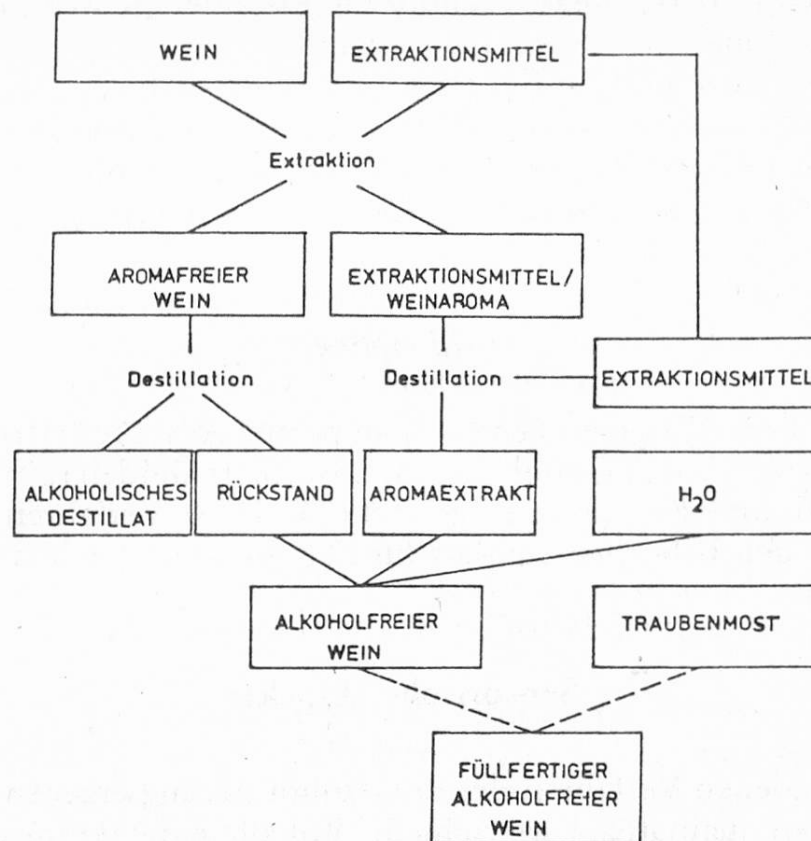 WEIN
EXTRAKTIONSMITTEL
Extraktion
AROMAFREIER
WEIN
EXTRAKTIONSMITTEL/
WEINAROMA
Destillation
Destillation
EXTRAKTIONSMITTEL
ALKOHOLISCHES
DESTILLAT
RÜCKSTAND
AROMAEXTRAKT
H₂O
ALKOHOLFREIER
WEIN
TRAUBENMOST
FÜLLFERTIGER
ALKOHOLFREIER
WEIN